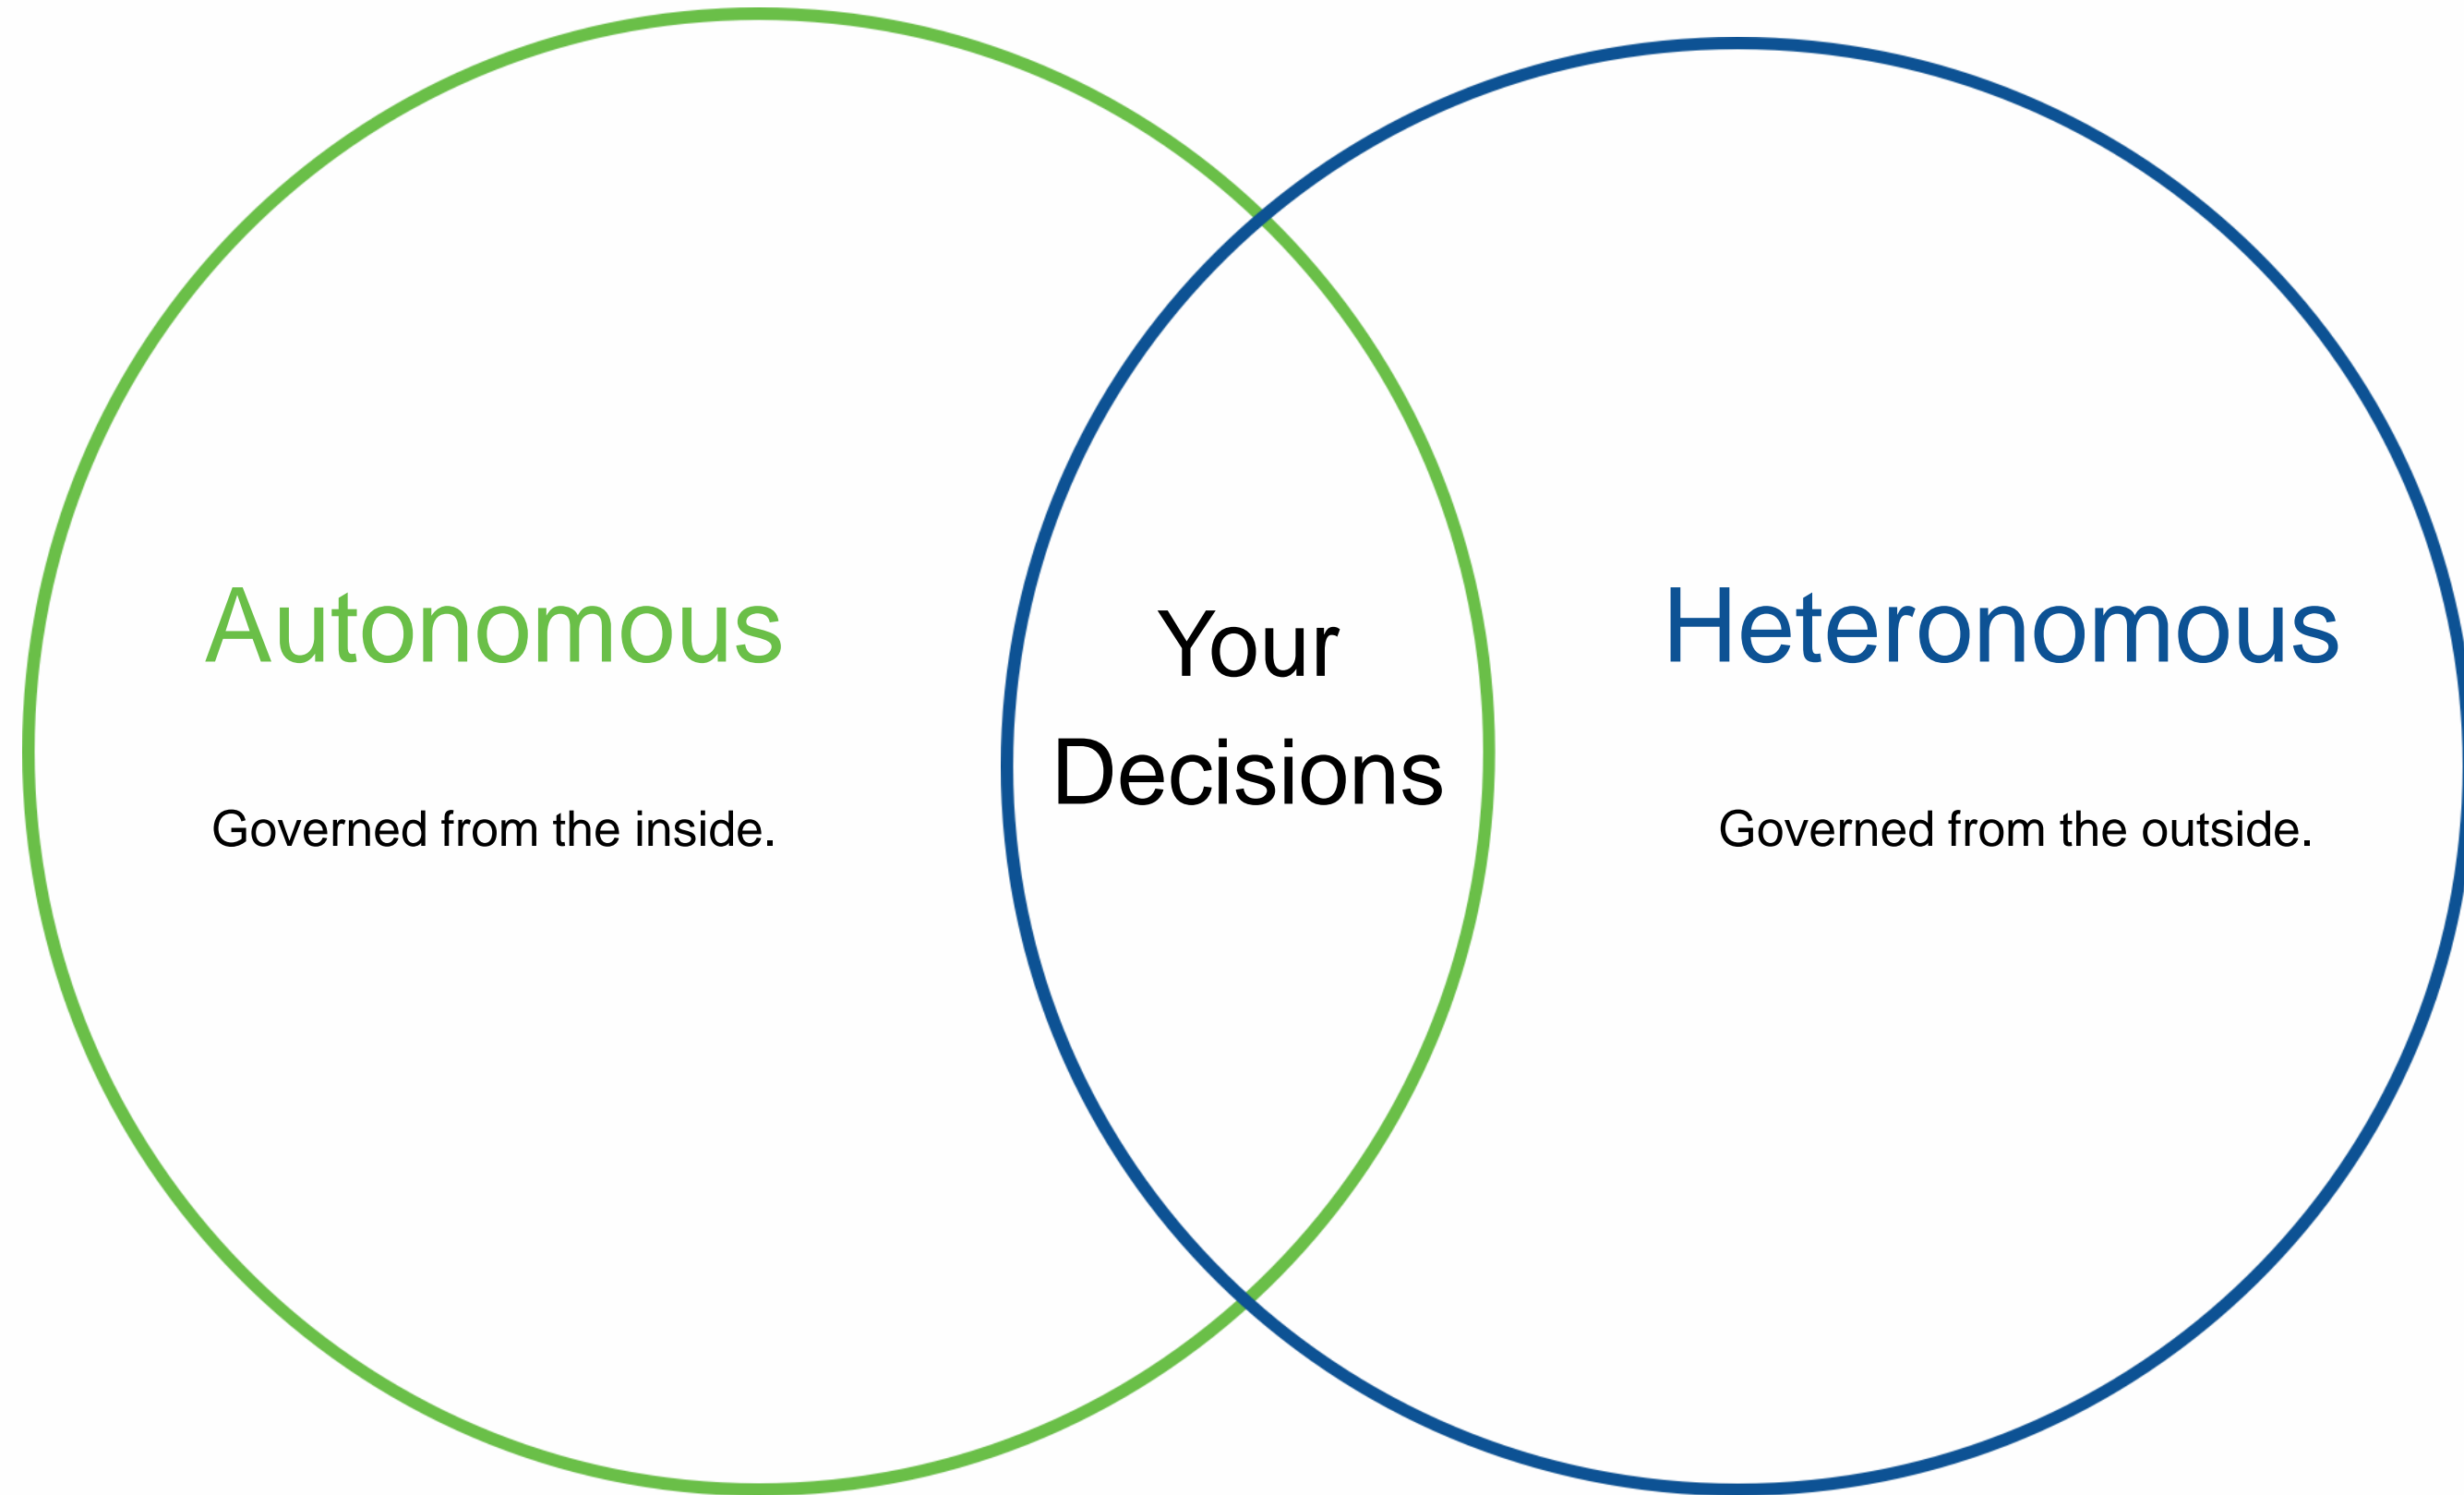 Autonomous
Governed from the inside.
Your
Decisions
Heteronomous
Governed from the outside.